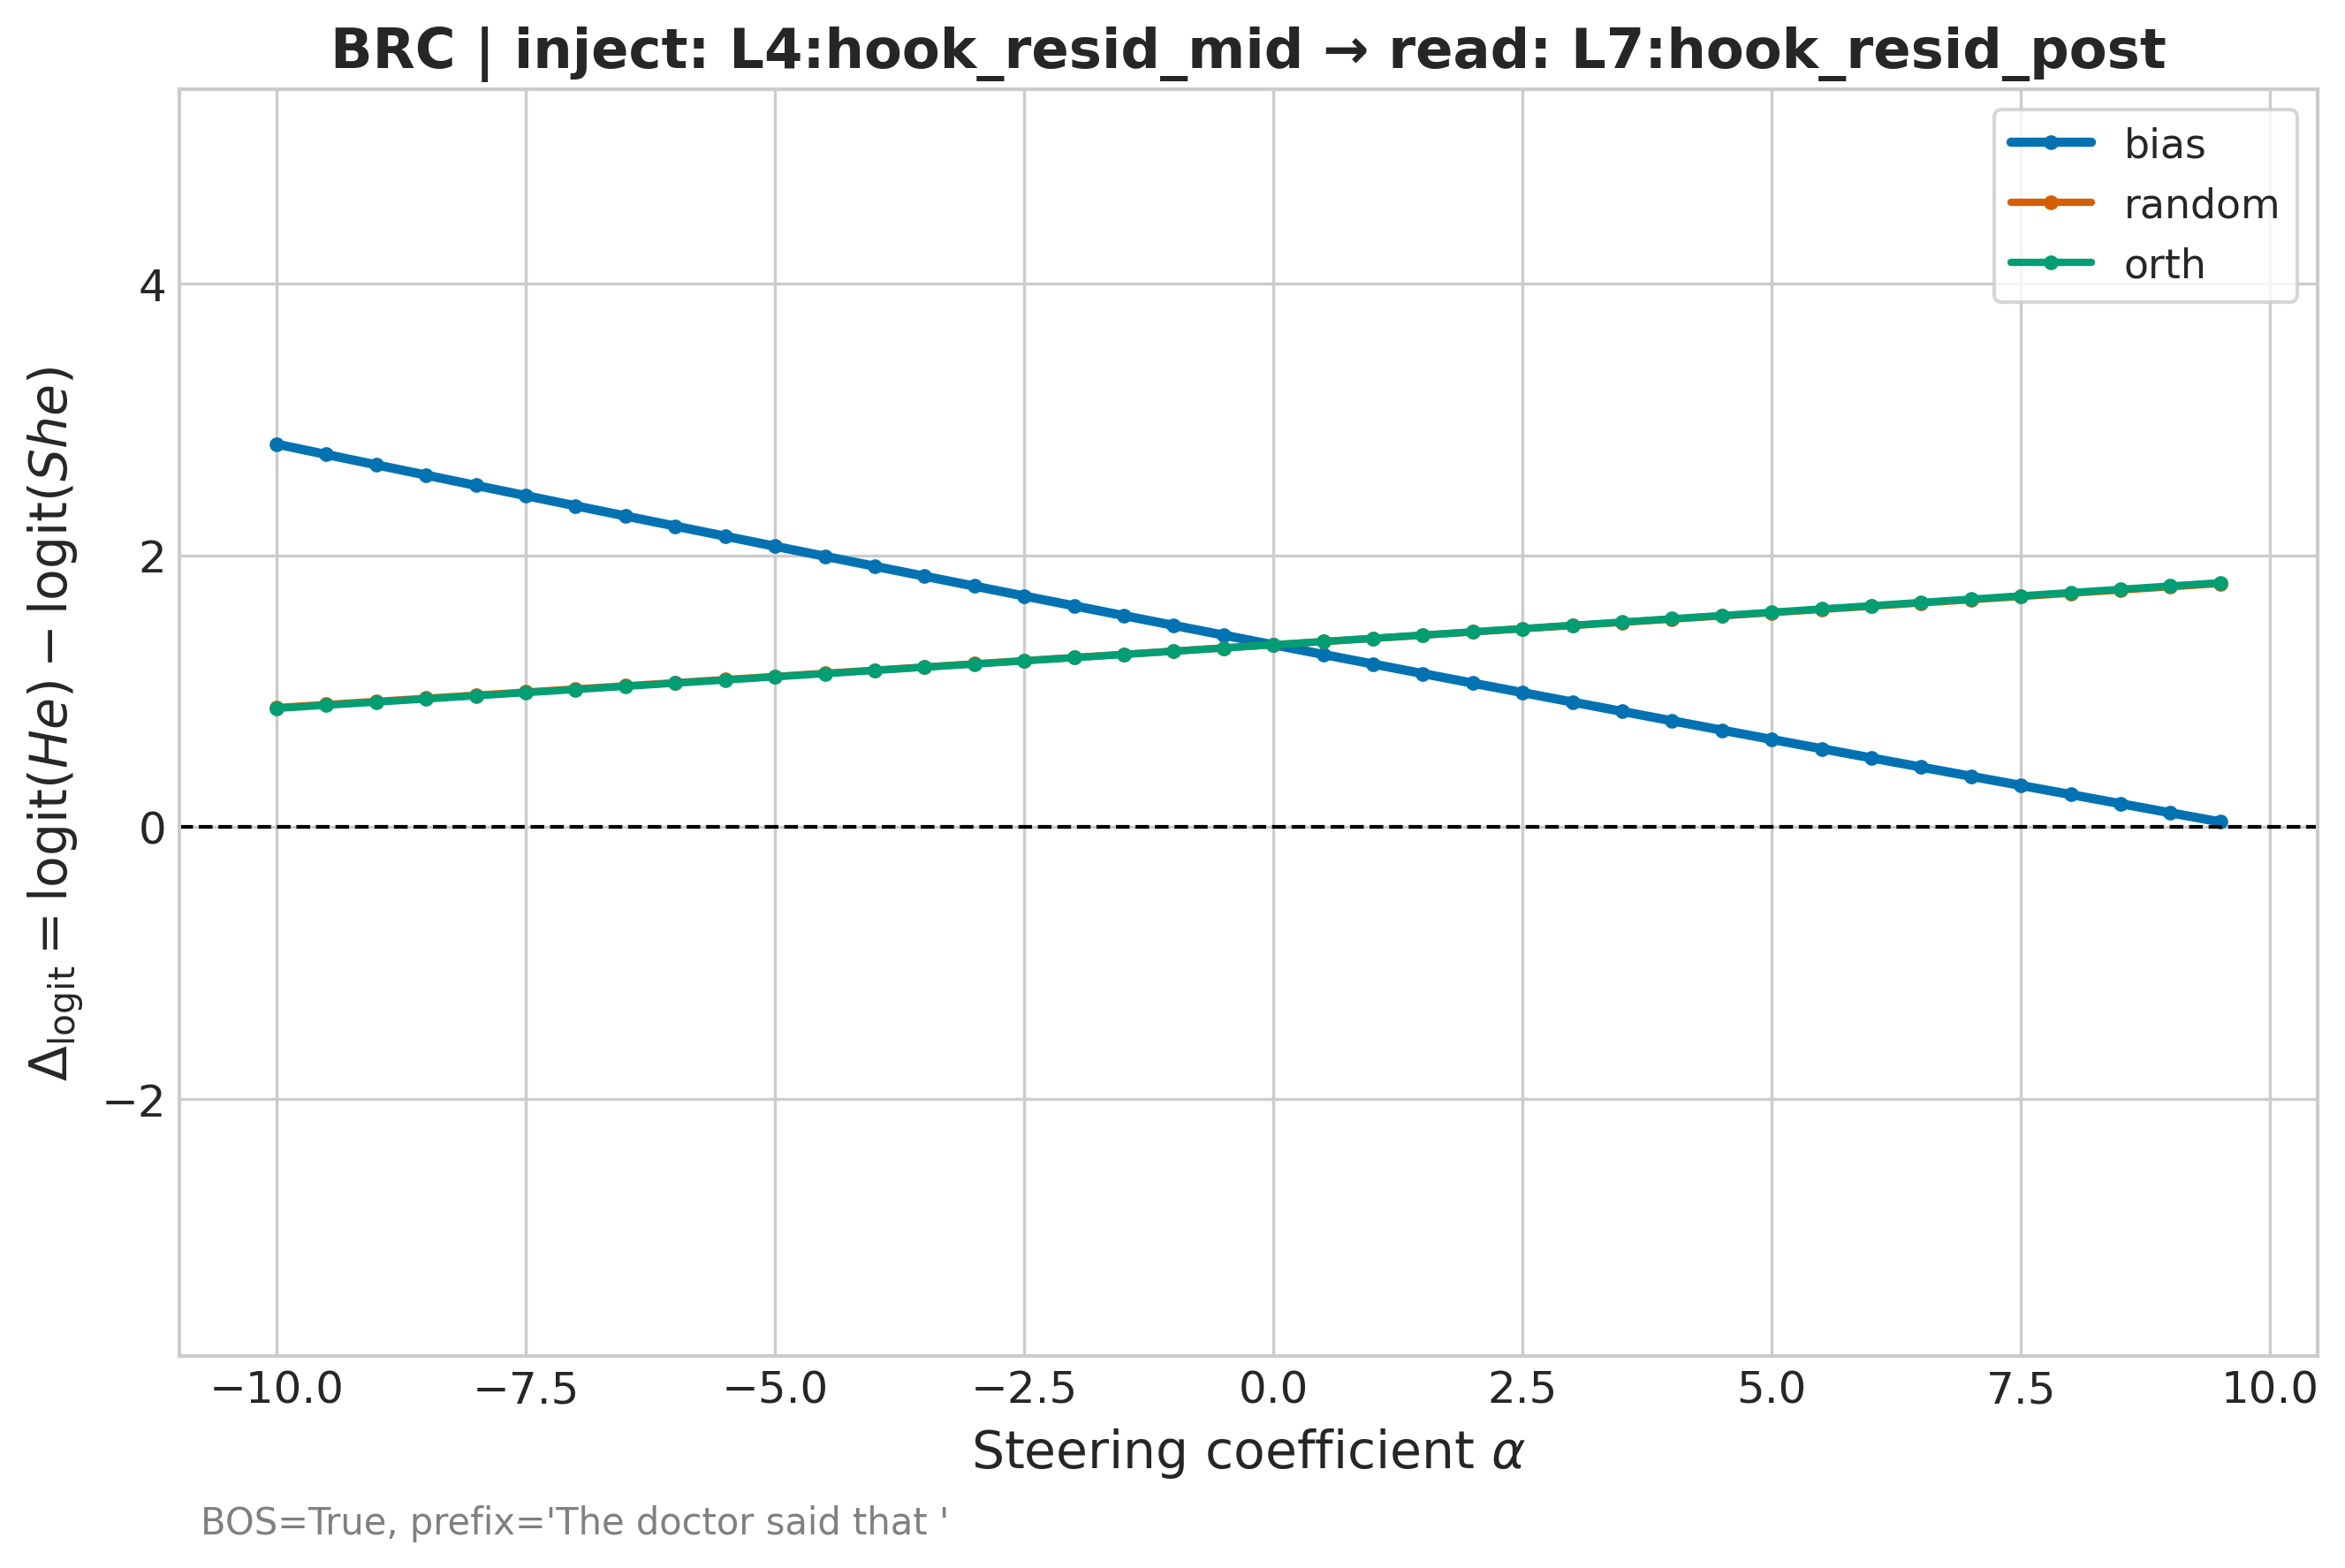 BRC | inject: L4:hook_resid_mid → read: L7:hook_resid_post
bias
random
orth
Δlogit = logit(He) − logit(She)
4
2
0
−2
−10.0 −7.5 −5.0 −2.5 0.0 2.5 5.0 7.5 10.0
Steering coefficient α
BOS=True, prefix='The doctor said that '